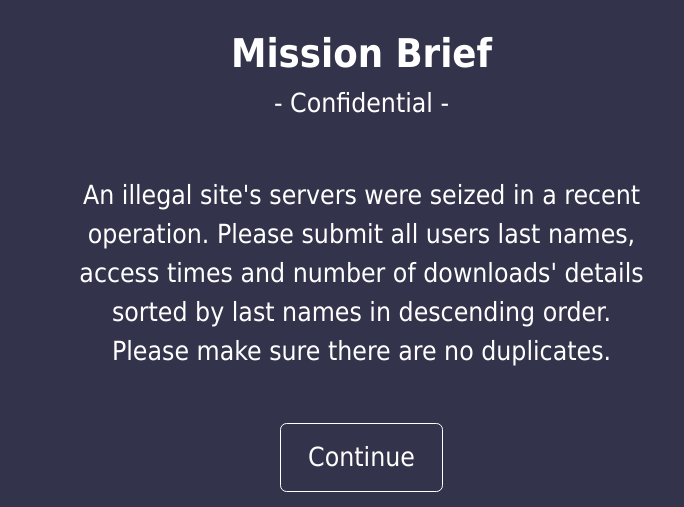 Mission Brief
- Confidential -
An illegal site's servers were seized in a recent
operation. Please submit all users last names,
access times and number of downloads' details
sorted by last names in descending order.
Please make sure there are no duplicates.
Continue